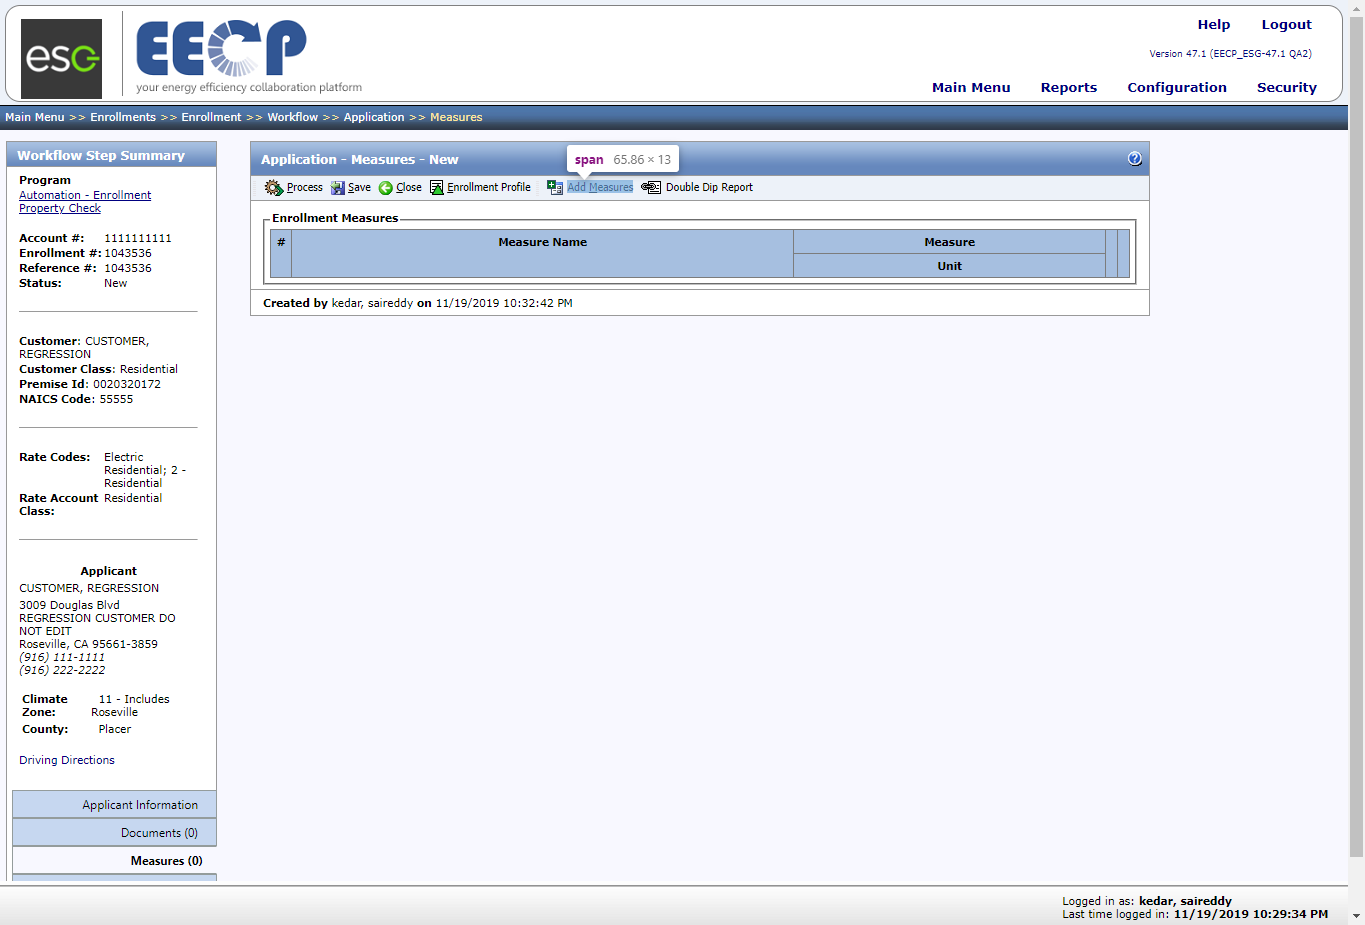 esc
EECP
your energy efficiency collaboration platform
Help Logout
Version 47.1 (EECP_ESG-47.1 QA2)
Main Menu Reports Configuration Security
Main Menu >> Enrollments >> Enrollment >> Workflow >> Application >> Measures
Workflow Step Summary
Program
Automation - Enrollment
Property Check
Account #: 1111111111
Enrollment #: 1043536
Reference #: 1043536
Status: New
Customer: CUSTOMER,
REGRESSION
Customer Class: Residential
Premise Id: 0020320172
NAICS Code: 55555
Rate Codes: Electric
Residential; 2 -
Residential
Rate Account Residential
Class:
Applicant
CUSTOMER, REGRESSION
3009 Douglas Blvd
REGRESSION CUSTOMER DO
NOT EDIT
Roseville, CA 95661-3859
(916) 111-1111
(916) 222-2222
Climate 11 - Includes
Zone: Roseville
County: Placer
Driving Directions
Applicant Information
Documents (0)
Measures (0)
Application - Measures - New
span 65.86 × 13
Process Save Close Enrollment Profile Add Measures Double Dip Report
Enrollment Measures
# Measure Name Measure
Unit
Created by kedar, saireddy on 11/19/2019 10:32:42 PM
Logged in as: kedar, saireddy
Last time logged in: 11/19/2019 10:29:34 PM